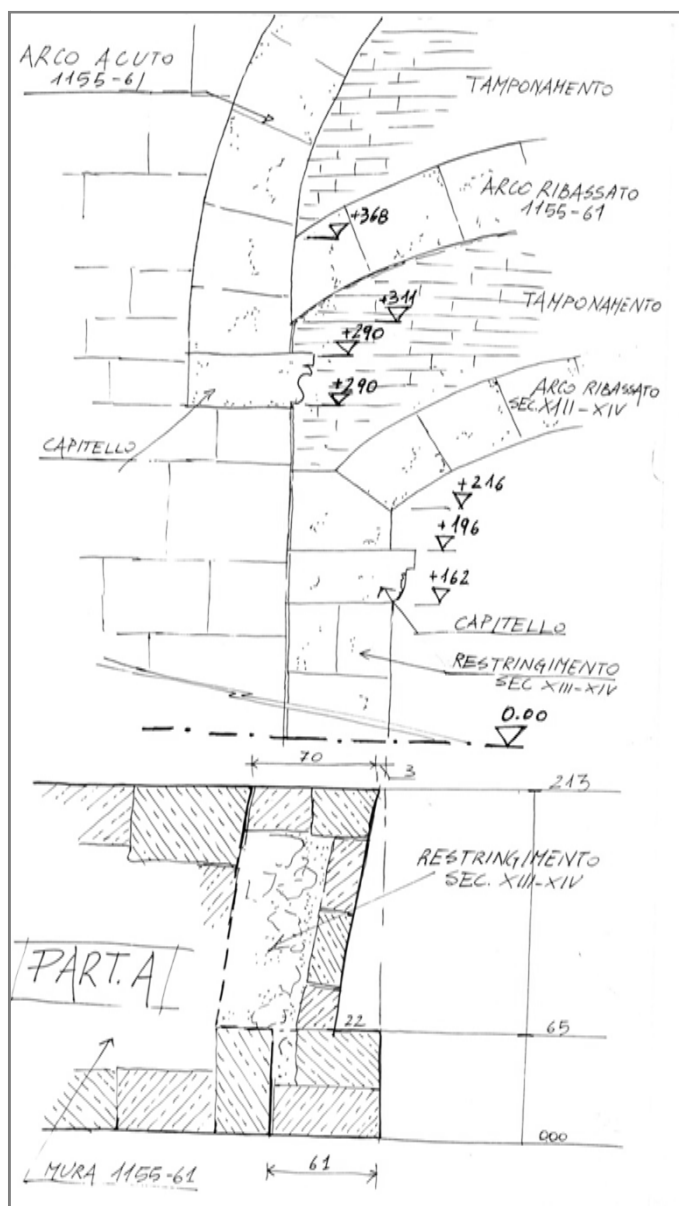 ARCO ACUTO
1155-61
TAMPONAMENTO
ARCO RIBASSATO
1155-61
+368
TAMPONAMENTO
+311
+290
+290
ARCO RIBASSATO
SEC. XIII-XIV
CAPITELLO
+216
+196
+162
CAPITELLO
RESTRINGIMENTO
SEC XIII-XIV
0.00
70
3
213
RESTRINGIMENTO
SEC. XIII-XIV
PART.A
22
65
000
61
MURA 1155-61